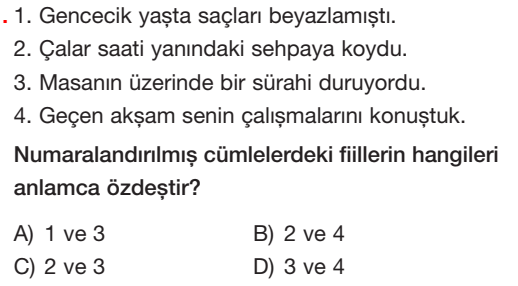 . 1. Gencecik yaşta saçları beyazlamıştı.
2. Çalar saati yanındaki sehpaya koydu.
3. Masanın üzerinde bir sürahi duruyordu.
4. Geçen akşam senin çalışmalarını konuştuk.
Numaralandırılmış cümlelerdeki fiillerin hangileri
anlamca özdeştir?
A) 1 ve 3 B) 2 ve 4
C) 2 ve 3 D) 3 ve 4